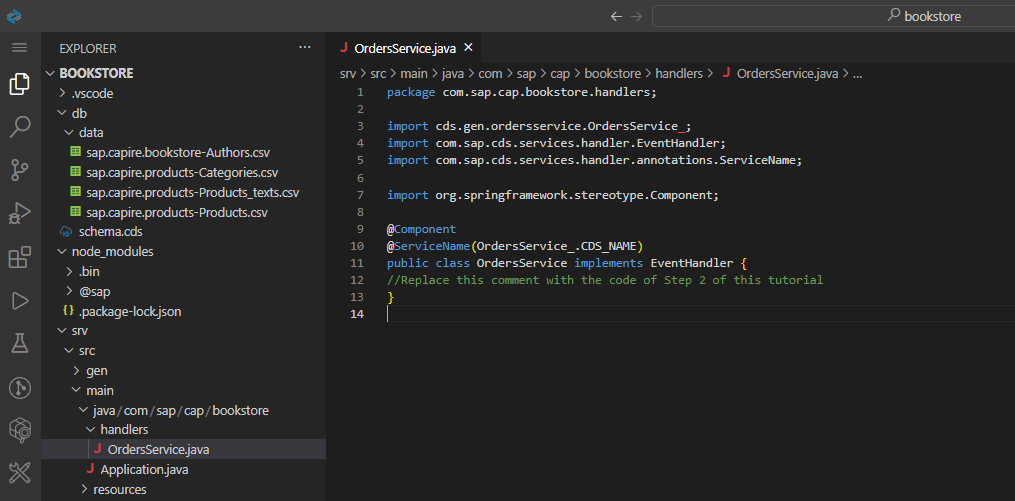 bookstore
EXPLORER
...
BOOKSTORE
.vscode
db
data
sap.capire.bookstore-Authors.csv
sap.capire.products-Categories.csv
sap.capire.products-Products_texts.csv
sap.capire.products-Products.csv
schema.cds
node_modules
.bin
@sap
{} .package-lock.json
srv
src
gen
main
java/com/sap/cap/bookstore
handlers
J OrdersService.java
J Application.java
resources
J OrdersService.java ×
srv > src > main > java > com > sap > cap > bookstore > handlers > J OrdersService.java > ...
1 package com.sap.cap.bookstore.handlers;
2
3 import cds.gen.ordersservice.OrdersService_;
4 import com.sap.cds.services.handler.EventHandler;
5 import com.sap.cds.services.handler.annotations.ServiceName;
6
7 import org.springframework.stereotype.Component;
8
9 @Component
10 @ServiceName(OrdersService_.CDS_NAME)
11 public class OrdersService implements EventHandler {
12 //Replace this comment with the code of Step 2 of this tutorial
13 }
14